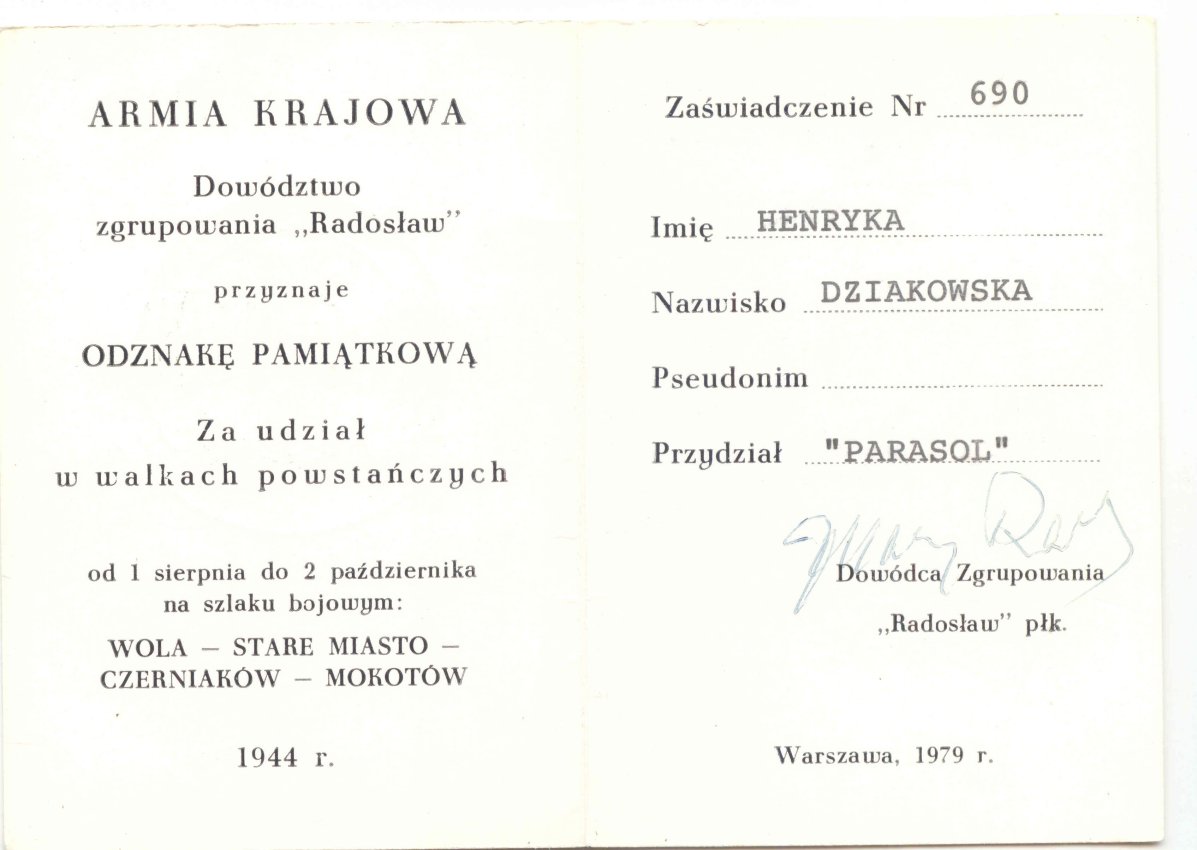 ARMIA KRAJOWA
Dowództwo
zgrupowania „Radosław”
przyznaje
ODZNAKĘ PAMIĄTKOWĄ
Za udział
w walkach powstańczych
od 1 sierpnia do 2 października
na szlaku bojowym:
WOLA — STARE MIASTO —
CZERNIAKÓW — MOKOTÓW
1944 r.
Zaświadczenie Nr 690
Imię HENRYKA
Nazwisko DZIAKOWSKA
Pseudonim
Przydział "PARASOL"
Dowódca Zgrupowania
„Radosław” płk.
Warszawa, 1979 r.